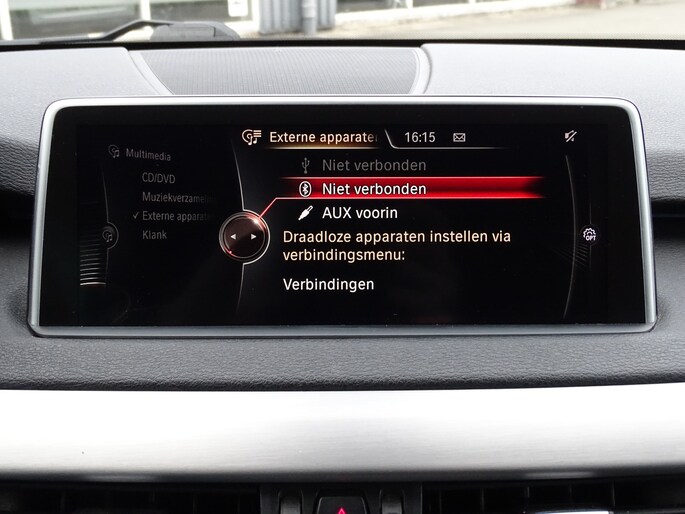 Externe apparaten
16:15
Multimedia
CD/DVD
Muziekverzame
Externe apparaten
Klank
Niet verbonden
Niet verbonden
AUX voorin
Draadloze apparaten instellen via
verbindingsmenu:
Verbindingen
OPT